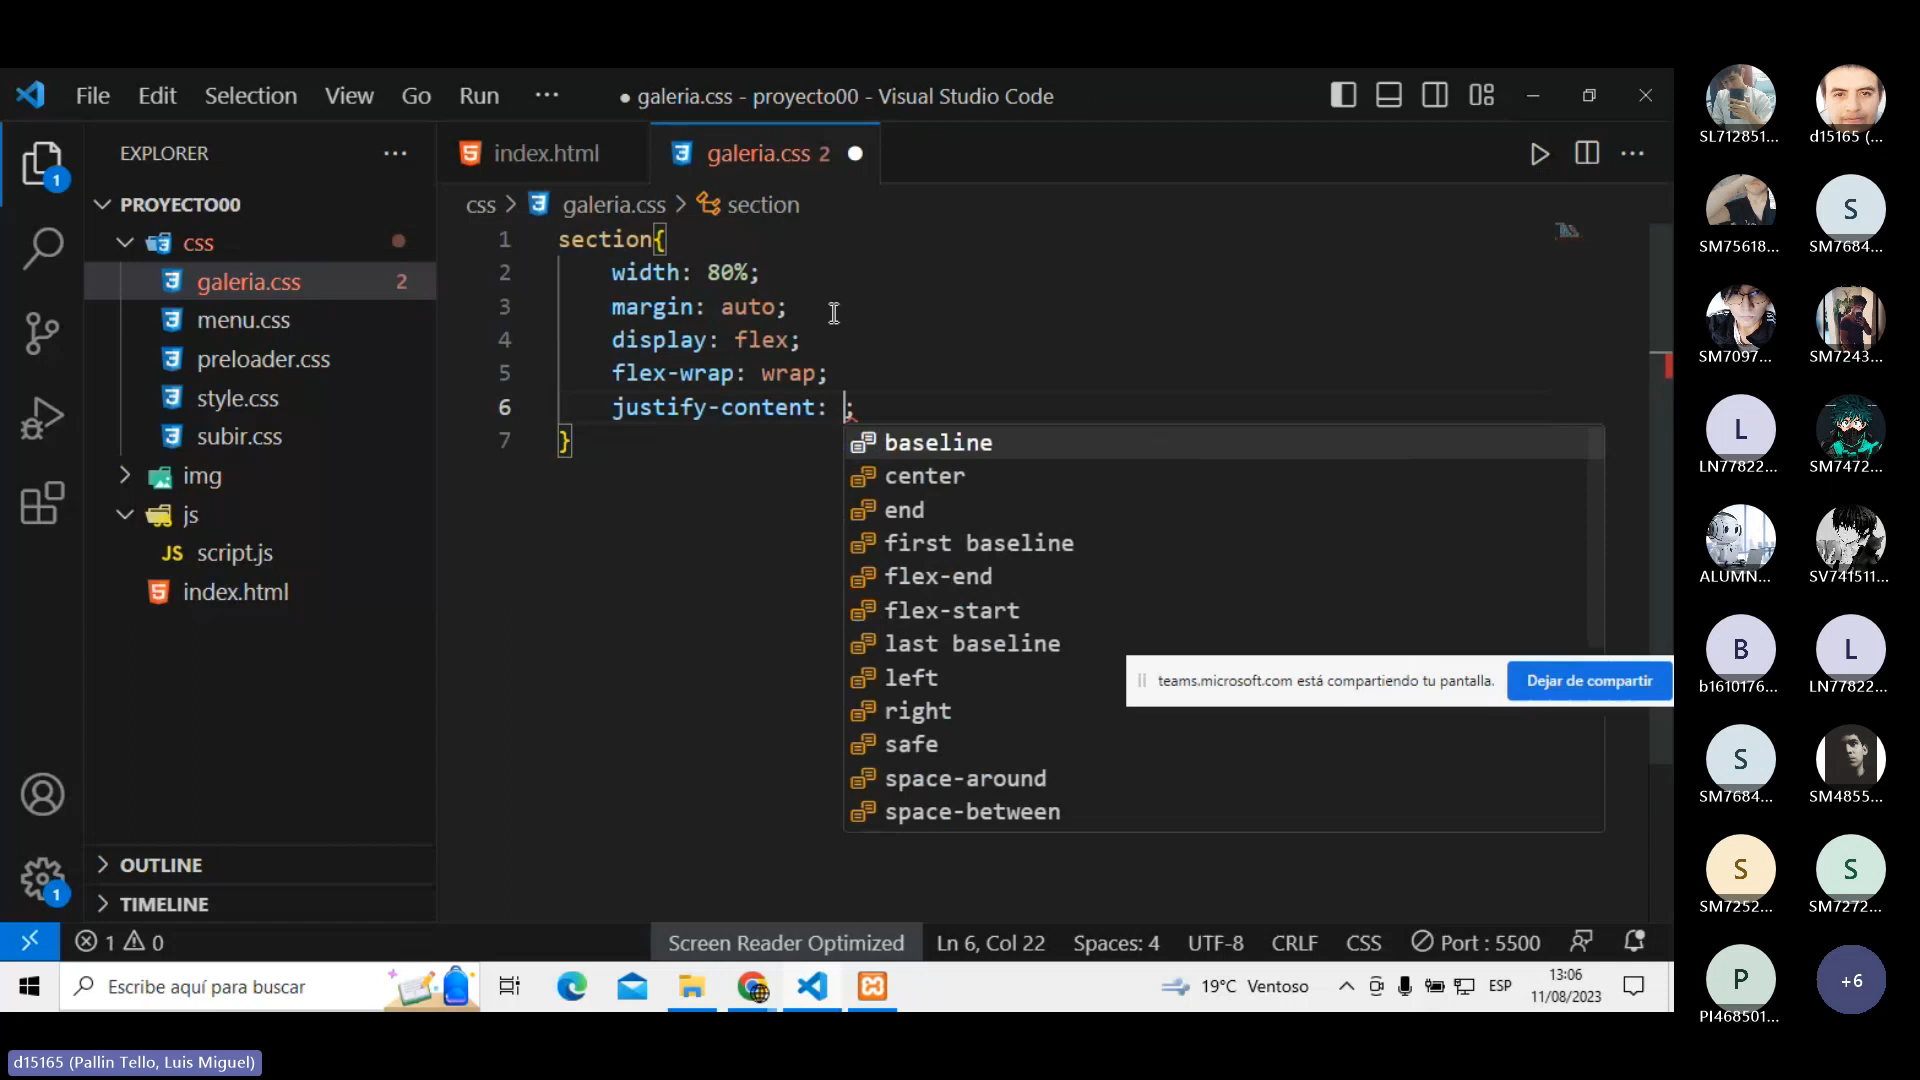 File Edit Selection View Go Run ··· ● galeria.css - proyecto00 - Visual Studio Code
EXPLORER ···
index.html
galeria.css 2
PROYECTO00
css > galeria.css > section
css
galeria.css 2
menu.css
preloader.css
style.css
subir.css
img
js
JS script.js
index.html
OUTLINE
TIMELINE
1
1
1 section{
2 width: 80%;
3 margin: auto;
4 display: flex;
5 flex-wrap: wrap;
6 justify-content: ;
7 }
baseline
center
end
first baseline
flex-end
flex-start
last baseline
left
right
safe
space-around
space-between
teams.microsoft.com está compartiendo tu pantalla. Dejar de compartir
1 0 Screen Reader Optimized Ln 6, Col 22 Spaces: 4 UTF-8 CRLF CSS Port : 5500
Escribe aquí para buscar 19°C Ventoso ESP 13:06
11/08/2023
SL712851... d15165 (...
S
SM75618... SM7684...
SM7097... SM7243...
L
LN77822... SM7472...
ALUMN... SV741511...
B L
b1610176... LN77822...
S
SM7684... SM4855...
S S
SM7252... SM7272...
P +6
PI468501...
d15165 (Pallin Tello, Luis Miguel)